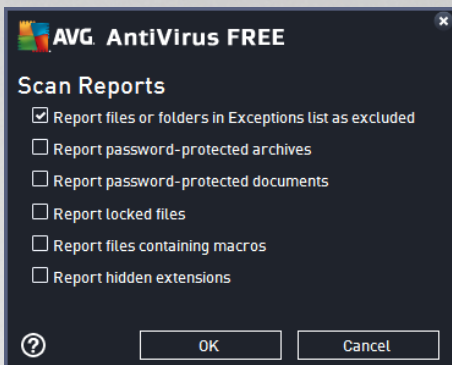 AVG AntiVirus FREE
Scan Reports
Report files or folders in Exceptions list as excluded
Report password-protected archives
Report password-protected documents
Report locked files
Report files containing macros
Report hidden extensions
? OK Cancel